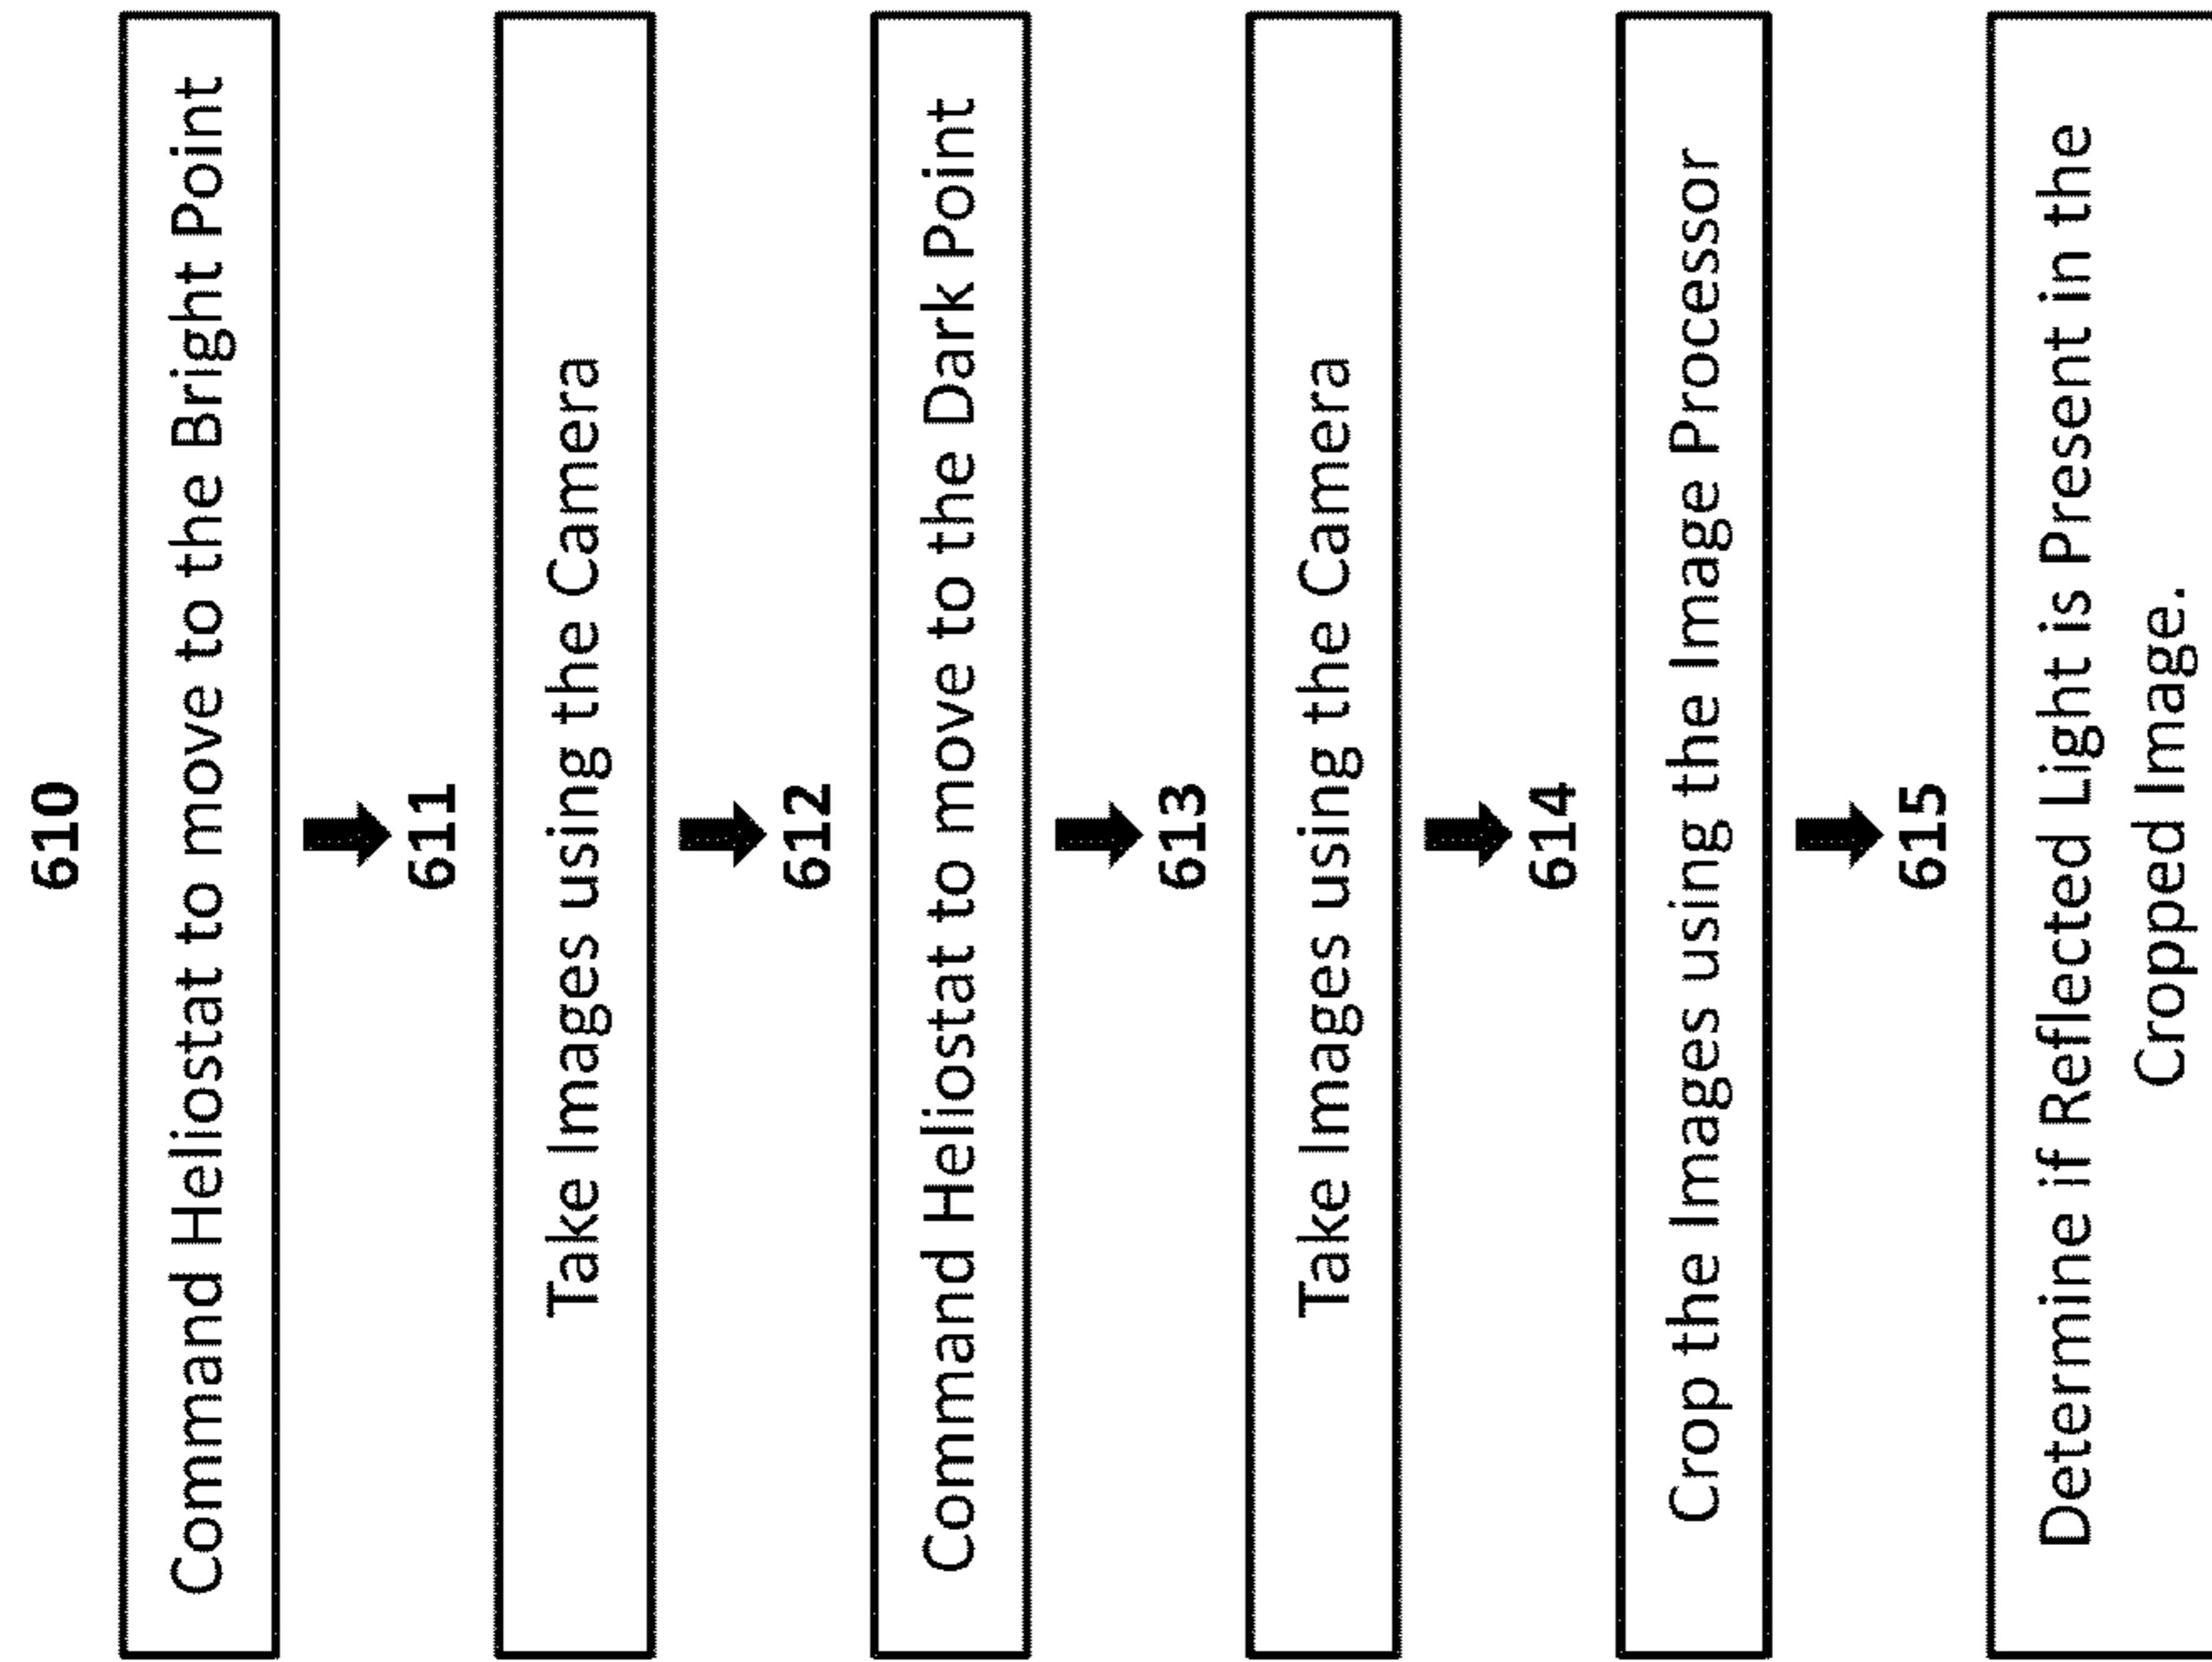 610
Command Heliostat to move to the Bright Point
611
Take Images using the Camera
612
Command Heliostat to move to the Dark Point
613
Take Images using the Camera
614
Crop the Images using the Image Processor
615
Determine if Reflected Light is Present in the
Cropped Image.